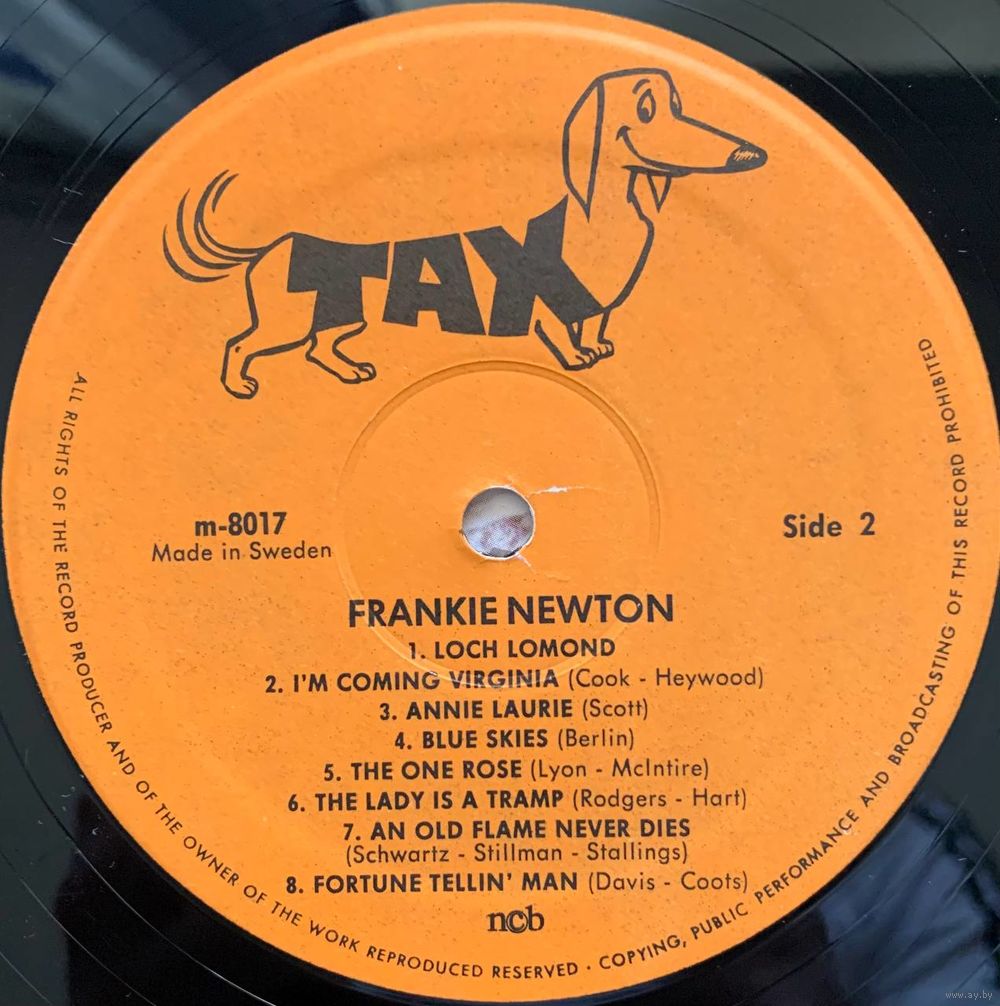 TAX
m-8017
Made in Sweden
Side 2
FRANKIE NEWTON
1. LOCH LOMOND
2. I'M COMING VIRGINIA (Cook - Heywood)
3. ANNIE LAURIE (Scott)
4. BLUE SKIES (Berlin)
5. THE ONE ROSE (Lyon - McIntire)
6. THE LADY IS A TRAMP (Rodgers - Hart)
7. AN OLD FLAME NEVER DIES
(Schwartz - Stillman - Stallings)
8. FORTUNE TELLIN' MAN (Davis - Coots)
ncb
ALL RIGHTS OF THE RECORD PRODUCER AND OF THE OWNER OF THE WORK REPRODUCED RESERVED · COPYING, PUBLIC PERFORMANCE AND BROADCASTING OF THIS RECORD PROHIBITED
www.ay.by